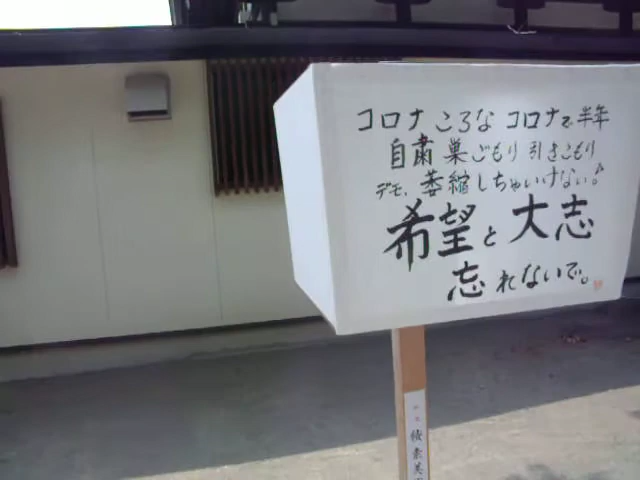 コロナ ころな コロナで半年
自粛 巣ごもり 引きこもり
デモ、萎縮しちゃいけない。
希望と大志
忘れないで。